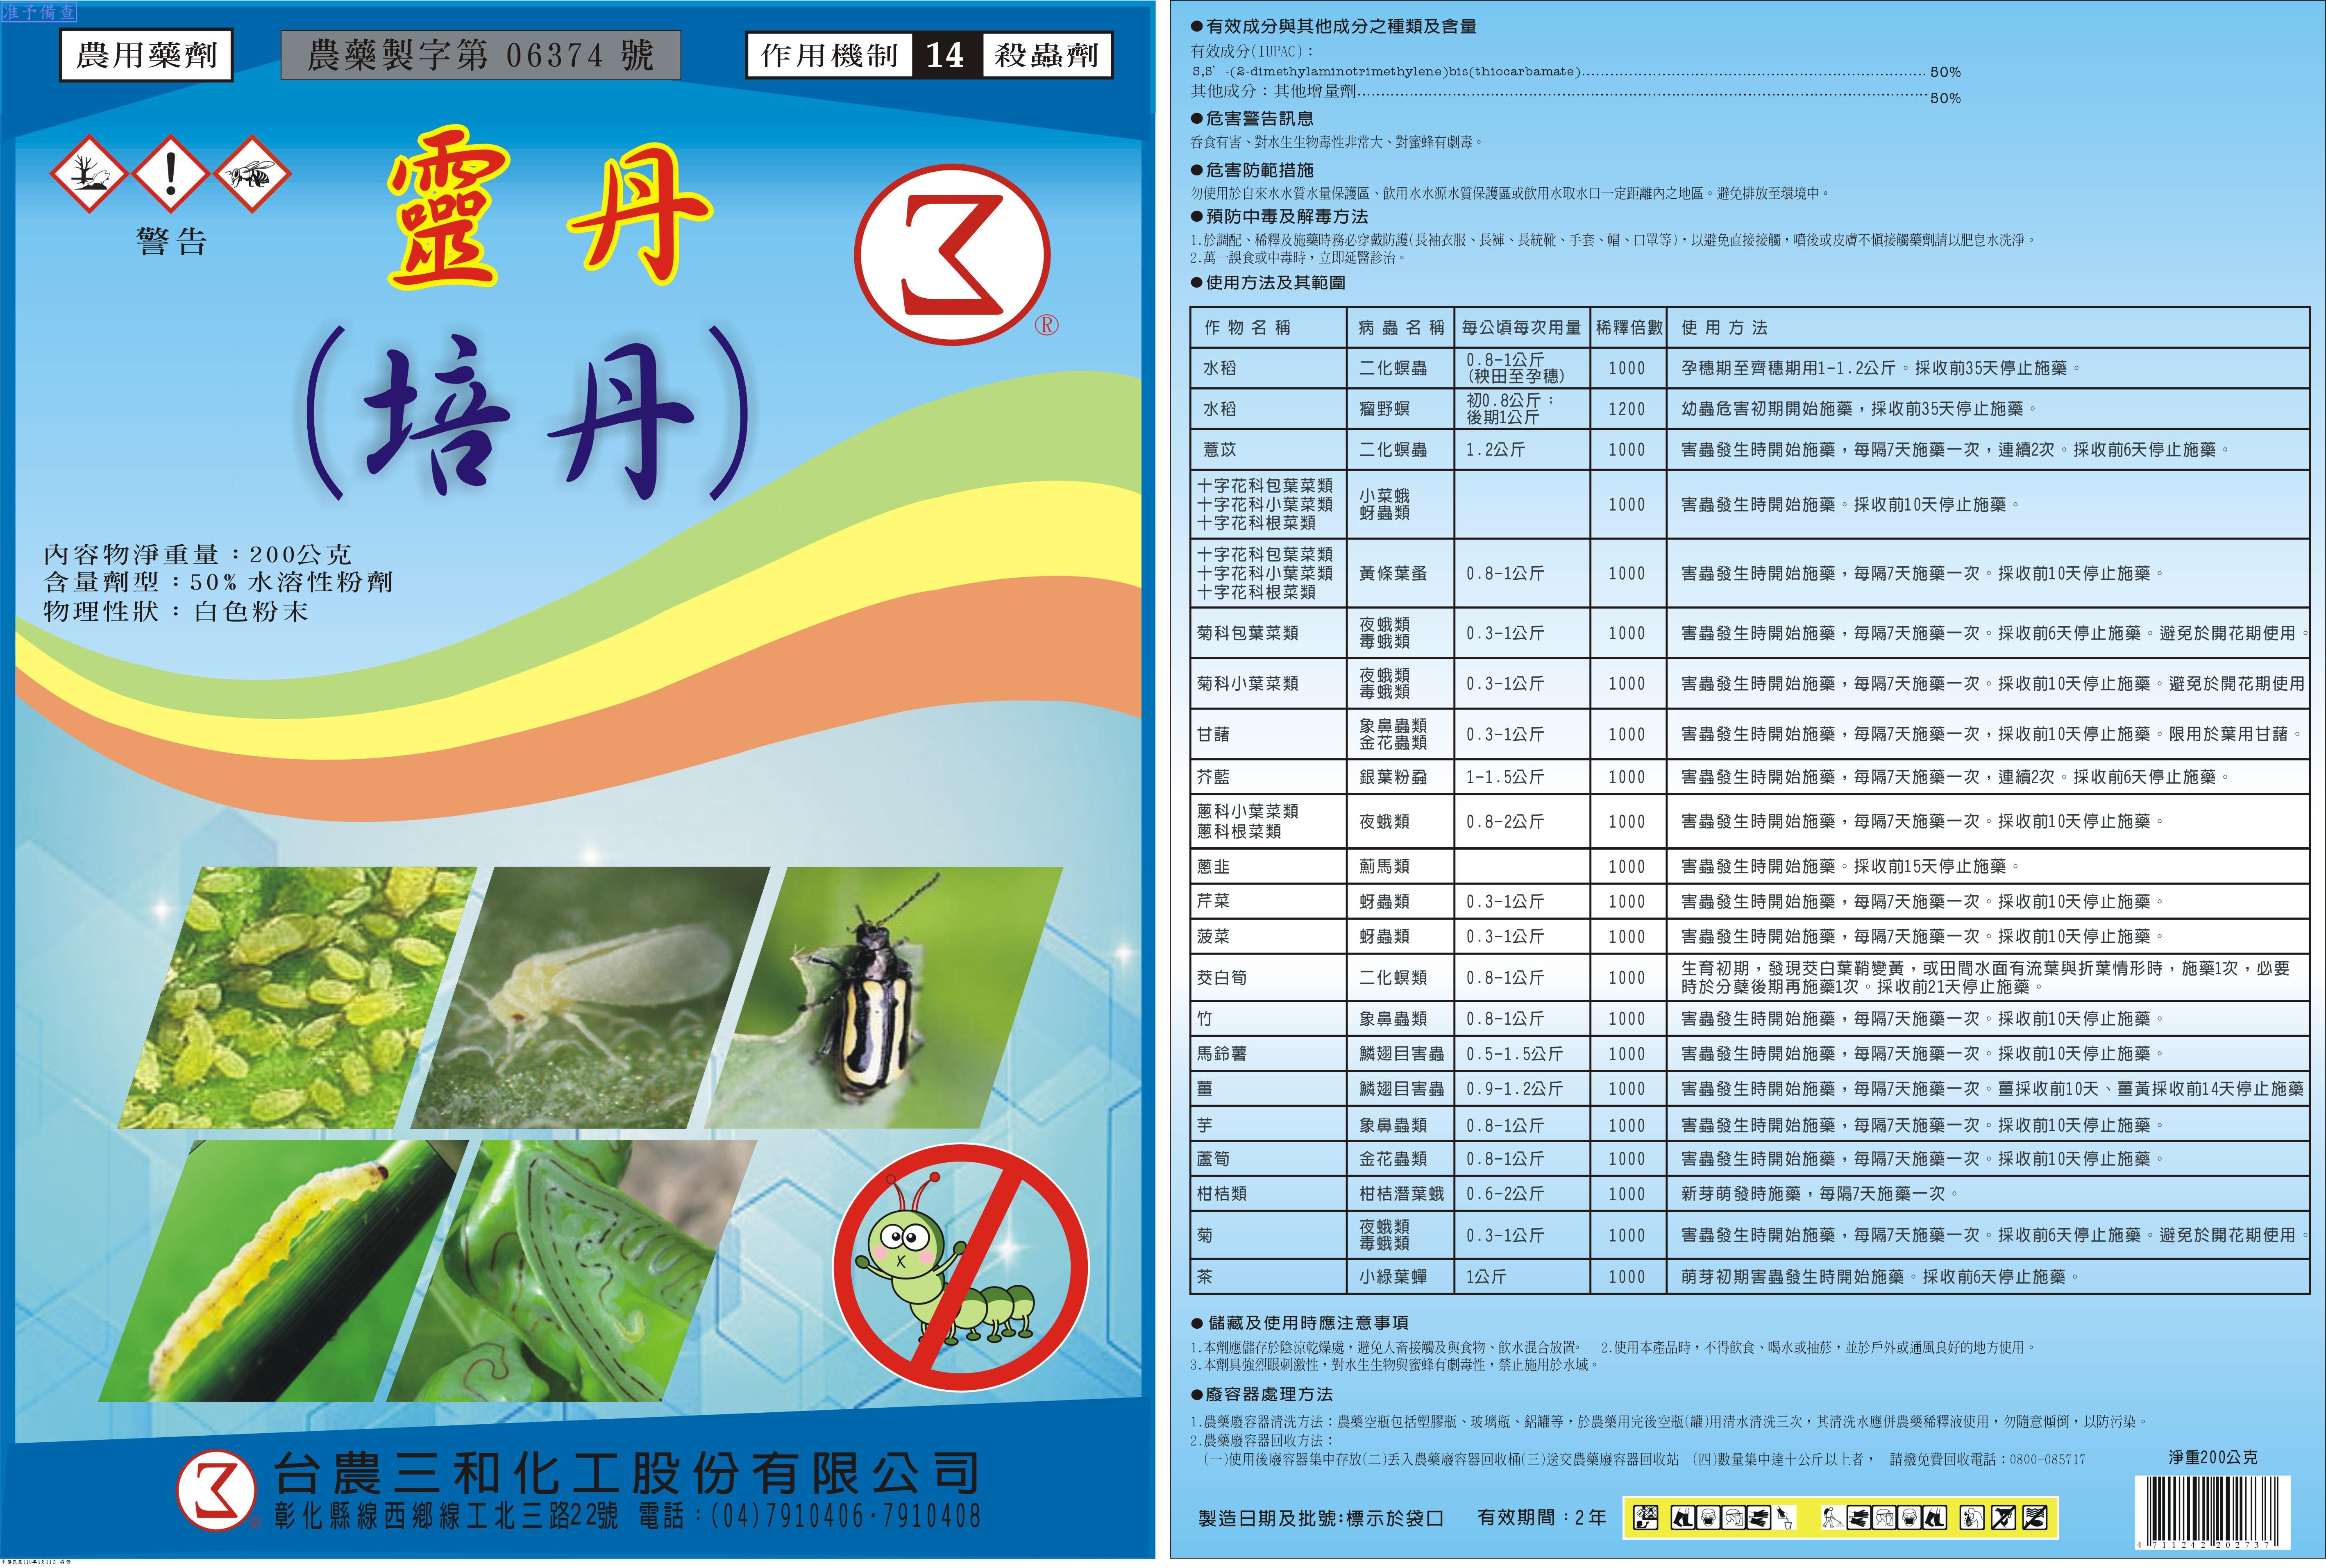 准予備查
農用藥劑
農藥製字第 06374 號
作用機制 14 殺蟲劑
警告
靈丹
®
(培丹)
內容物淨重量：200公克
含量劑型：50% 水溶性粉劑
物理性狀：白色粉末
台農三和化工股份有限公司
彰化縣線西鄉線工北三路22號 電話：(04)7910406·7910408
中華民國110年4月14日
●有效成分與其他成分之種類及含量
有效成分(IUPAC)：
S,S'-(2-dimethylaminotrimethylene)bis(thiocarbamate)........50%
其他成分：其他增量劑........50%
●危害警告訊息
吞食有害、對水生生物毒性非常大、對蜜蜂有劇毒。
●危害防範措施
勿使用於自來水水質水量保護區、飲用水水源水質保護區或飲用水取水口一定距離內之地區。避免排放至環境中。
●預防中毒及解毒方法
1.於調配、稀釋及施藥時務必穿戴防護(長袖衣服、長褲、長統靴、手套、帽、口罩等)，以避免直接接觸，噴後或皮膚不慎接觸藥劑請以肥皂水洗淨。
2.萬一誤食或中毒時，立即延醫診治。
●使用方法及其範圍
作物名稱 病蟲名稱 每公頃每次用量 稀釋倍數 使用方法
水稻 二化螟蟲 0.8-1公斤 (秧田至孕穗) 1000 孕穗期至齊穗期用1-1.2公斤。採收前35天停止施藥。
水稻 瘤野螟 初0.8公斤；後期1公斤 1200 幼蟲危害初期開始施藥，採收前35天停止施藥。
薏苡 二化螟蟲 1.2公斤 1000 害蟲發生時開始施藥，每隔7天施藥一次，連續2次。採收前6天停止施藥。
十字花科包葉菜類
十字花科小葉菜類
十字花科根菜類
小菜蛾
蚜蟲類
1000 害蟲發生時開始施藥。採收前10天停止施藥。
十字花科包葉菜類
十字花科小葉菜類
十字花科根菜類
黃條葉蚤 0.8-1公斤 1000 害蟲發生時開始施藥，每隔7天施藥一次。採收前10天停止施藥。
菊科包葉菜類 夜蛾類 毒蛾類 0.3-1公斤 1000 害蟲發生時開始施藥，每隔7天施藥一次。採收前6天停止施藥。避免於開花期使用。
菊科小葉菜類 夜蛾類 毒蛾類 0.3-1公斤 1000 害蟲發生時開始施藥，每隔7天施藥一次。採收前10天停止施藥。避免於開花期使用
甘藷 象鼻蟲類 金花蟲類 0.3-1公斤 1000 害蟲發生時開始施藥，每隔7天施藥一次，採收前10天停止施藥。限用於葉用甘藷。
芥藍 銀葉粉蝨 1-1.5公斤 1000 害蟲發生時開始施藥，每隔7天施藥一次，連續2次。採收前6天停止施藥。
蔥科小葉菜類
蔥科根菜類
夜蛾類 0.8-2公斤 1000 害蟲發生時開始施藥，每隔7天施藥一次。採收前10天停止施藥。
蔥韭 薊馬類 1000 害蟲發生時開始施藥。採收前15天停止施藥。
芹菜 蚜蟲類 0.3-1公斤 1000 害蟲發生時開始施藥，每隔7天施藥一次。採收前10天停止施藥。
菠菜 蚜蟲類 0.3-1公斤 1000 害蟲發生時開始施藥，每隔7天施藥一次。採收前10天停止施藥。
茭白筍 二化螟類 0.8-1公斤 1000 生育初期，發現茭白葉鞘變黃，或田間水面有流葉與折葉情形時，施藥1次，必要
時於分蘗後期再施藥1次。採收前21天停止施藥。
竹 象鼻蟲類 0.8-1公斤 1000 害蟲發生時開始施藥，每隔7天施藥一次。採收前10天停止施藥。
馬鈴薯 鱗翅目害蟲 0.5-1.5公斤 1000 害蟲發生時開始施藥，每隔7天施藥一次。採收前10天停止施藥。
薑 鱗翅目害蟲 0.9-1.2公斤 1000 害蟲發生時開始施藥，每隔7天施藥一次。薑採收前10天、薑黃採收前14天停止施藥
芋 象鼻蟲類 0.8-1公斤 1000 害蟲發生時開始施藥，每隔7天施藥一次。採收前10天停止施藥。
蘆筍 金花蟲類 0.8-1公斤 1000 害蟲發生時開始施藥，每隔7天施藥一次。採收前10天停止施藥。
柑桔類 柑桔潛葉蛾 0.6-2公斤 1000 新芽萌發時施藥，每隔7天施藥一次。
菊 夜蛾類 毒蛾類 0.3-1公斤 1000 害蟲發生時開始施藥，每隔7天施藥一次。採收前6天停止施藥。避免於開花期使用。
茶 小綠葉蟬 1公斤 1000 萌芽初期害蟲發生時開始施藥。採收前6天停止施藥。
●儲藏及使用時應注意事項
1.本劑應儲存於陰涼乾燥處，避免人畜接觸及與食物、飲水混合放置。 2.使用本產品時，不得飲食、喝水或抽菸，並於戶外或通風良好的地方使用。
3.本劑具強烈眼刺激性，對水生生物與蜜蜂有劇毒性，禁止施用於水域。
●廢容器處理方法
1.農藥廢容器清洗方法：農藥空瓶包括塑膠瓶、玻璃瓶、鋁罐等，於農藥用完後空瓶(罐)用清水清洗三次，其清洗水應併農藥稀釋液使用，勿隨意傾倒，以防污染。
2.農藥廢容器回收方法：
(一)使用後廢容器集中存放(二)丟入農藥廢容器回收桶(三)送交農藥廢容器回收站 (四)數量集中達十公斤以上者， 請撥免費回收電話：0800-085717
淨重200公克
製造日期及批號:標示於袋口 有效期間：2年
4 711242 202737